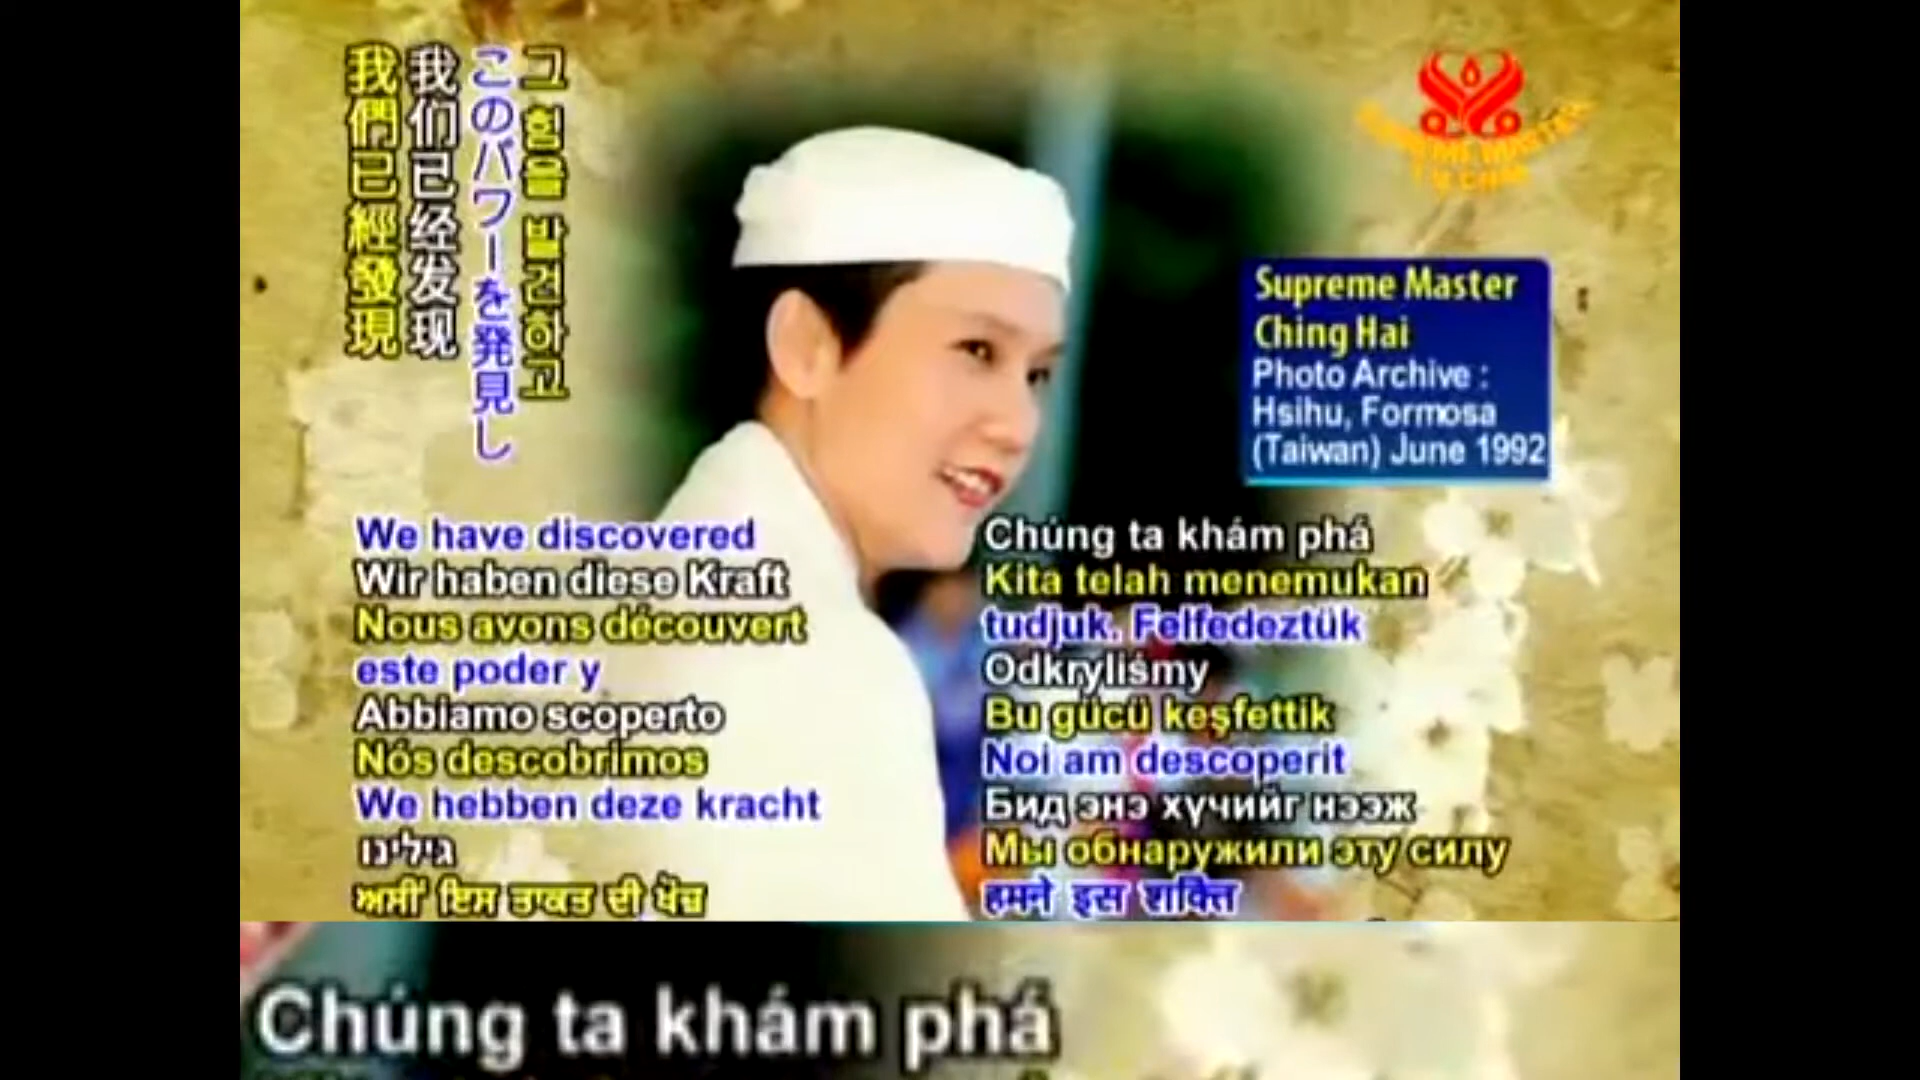 我們已經發現
我们已经发现
このパワーを発見し
그 힘을 발견하고
Supreme Master
Ching Hai
Photo Archive :
Hsihu, Formosa
(Taiwan) June 1992
We have discovered
Wir haben diese Kraft
Nous avons découvert
este poder y
Abbiamo scoperto
Nós descobrimos
We hebben deze kracht
גילינו
ਅਸੀਂ ਇਸ ਤਾਕਤ ਦੀ ਖੋਜ਼
Chúng ta khám phá
Kita telah menemukan
tudjuk. Felfedeztük
Odkryliśmy
Bu gücü keşfettik
Noi am descoperit
Бид энэ хүчийг нээж
Мы обнаружили эту силу
हमने इस शक्ति
Chúng ta khám phá